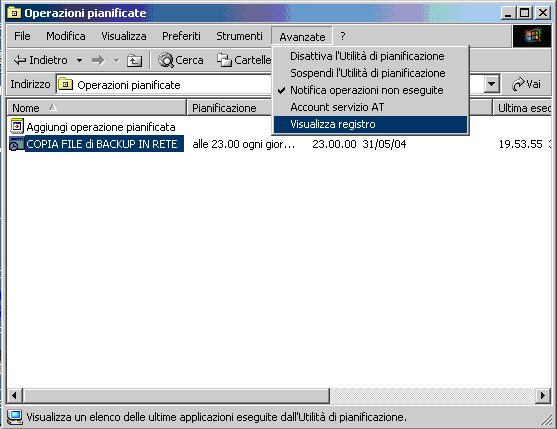 Operazioni pianificate
File Modifica Visualizza Preferiti Strumenti Avanzate ?
Indietro Cerca Cartelle
Disattiva l'Utilità di pianificazione
Sospendi l'Utilità di pianificazione
Notifica operazioni non eseguite
Account servizio AT
Visualizza registro
Indirizzo Operazioni pianificate Vai
Nome Pianificazione Ultima esec
Aggiungi operazione pianificata
COPIA FILE di BACKUP IN RETE alle 23.00 ogni gior... 23.00.00 31/05/04 19.53.55
Visualizza un elenco delle ultime applicazioni eseguite dall'Utilità di pianificazione.